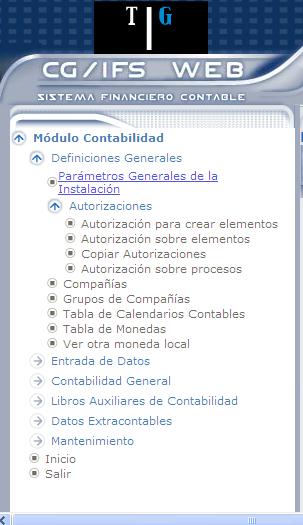 T G
CG/IFS WEB
SISTEMA FINANCIERO CONTABLE
Módulo Contabilidad
Definiciones Generales
Parámetros Generales de la
Instalación
Autorizaciones
Autorización para crear elementos
Autorización sobre elementos
Copiar Autorizaciones
Autorización sobre procesos
Compañías
Grupos de Compañías
Tabla de Calendarios Contables
Tabla de Monedas
Ver otra moneda local
Entrada de Datos
Contabilidad General
Libros Auxiliares de Contabilidad
Datos Extracontables
Mantenimiento
Inicio
Salir